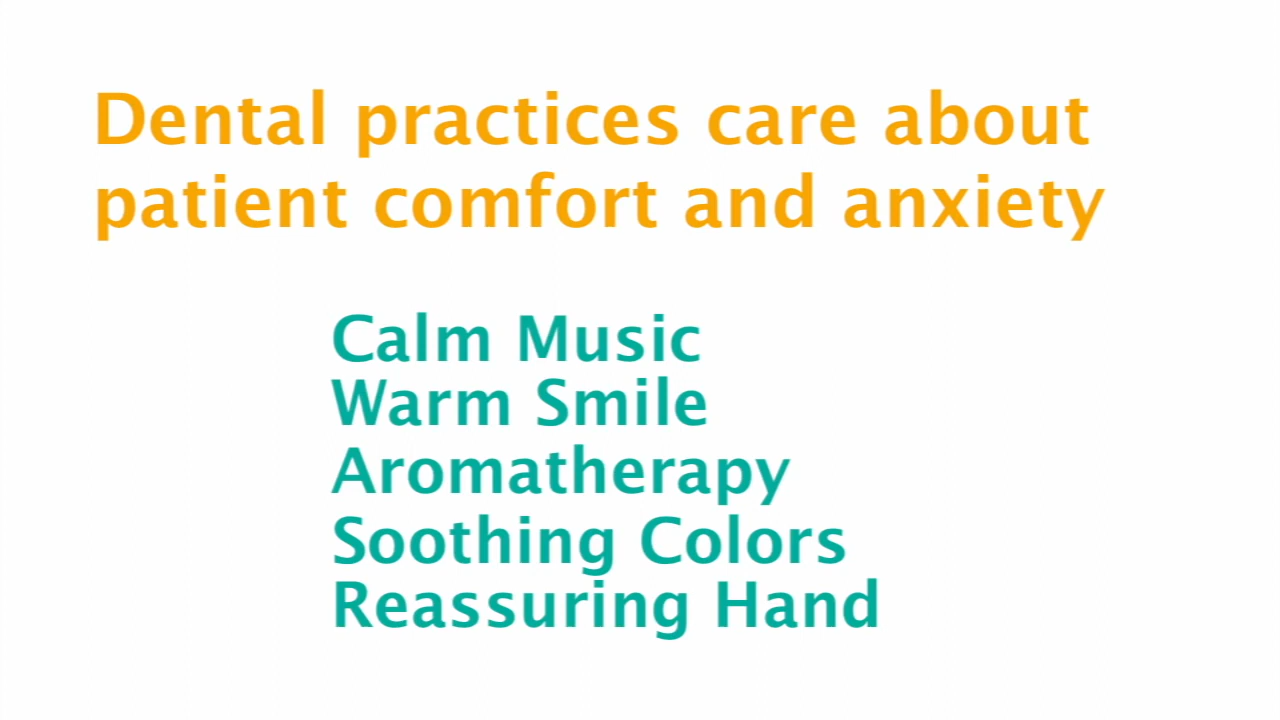 Dental practices care about
patient comfort and anxiety
Calm Music
Warm Smile
Aromatherapy
Soothing Colors
Reassuring Hand